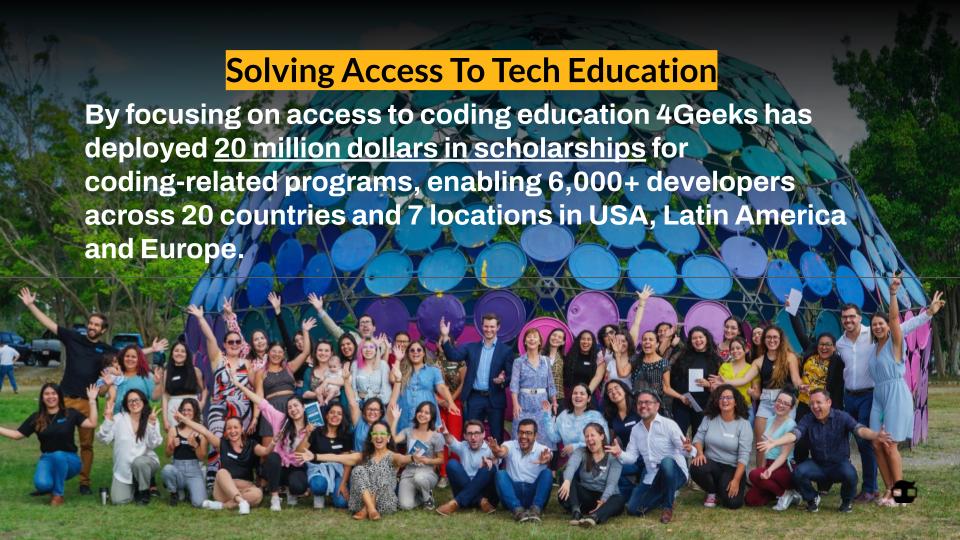 Solving Access To Tech Education
By focusing on access to coding education 4Geeks has
deployed 20 million dollars in scholarships for
coding-related programs, enabling 6,000+ developers
across 20 countries and 7 locations in USA, Latin America
and Europe.